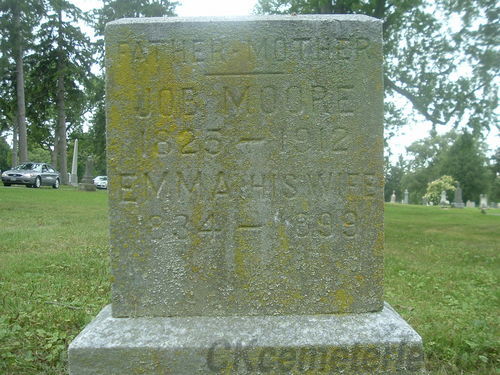 FATHER MOTHER
JOB MOORE
1825 — 1912
EMMA HIS WIFE
1834 — 1899
CKcemeteries